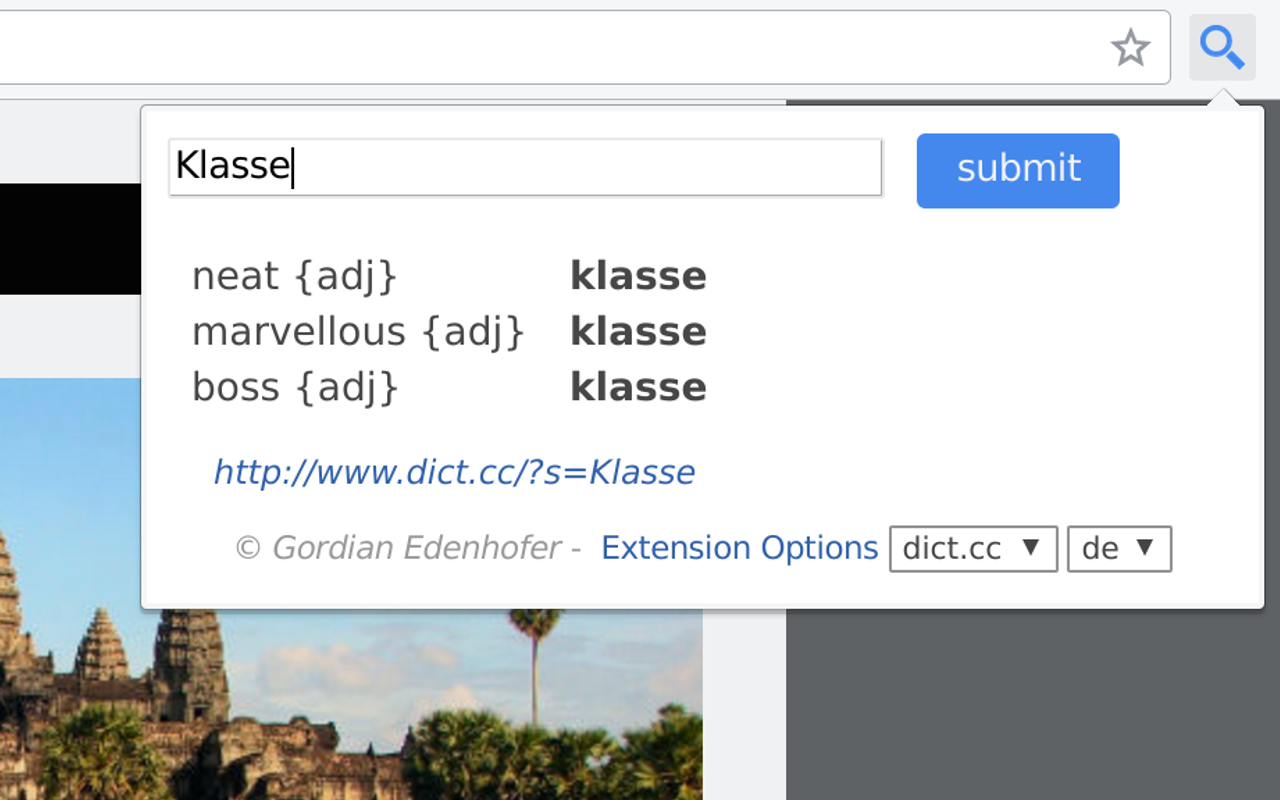 Klasse
submit
neat {adj} klasse
marvellous {adj} klasse
boss {adj} klasse
http://www.dict.cc/?s=Klasse
© Gordian Edenhofer - Extension Options dict.cc ▼ de ▼